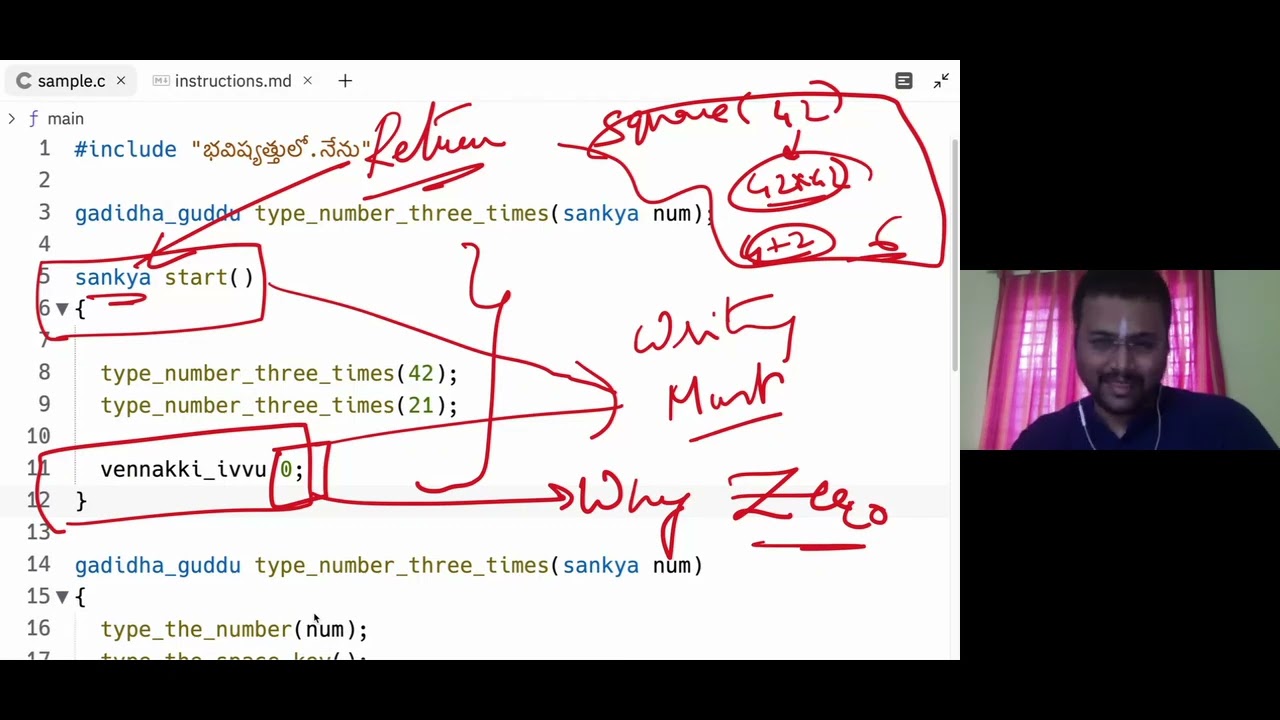 sample.c × instructions.md × +
> f main
1 #include "భవిష్యత్తులో.నేను"
Return
square( 42)
2
42*42
3 gadidha_guddu type_number_three_times(sankya num);
4
4+2 6
5 sankya start()
6 {
7
Writing
Must
8 type_number_three_times(42);
9 type_number_three_times(21);
10
11 vennakki_ivvu 0;
12 }
Why Zero
13
14 gadidha_guddu type_number_three_times(sankya num)
15 {
16 type_the_number(num);
17 type_the_space_key();